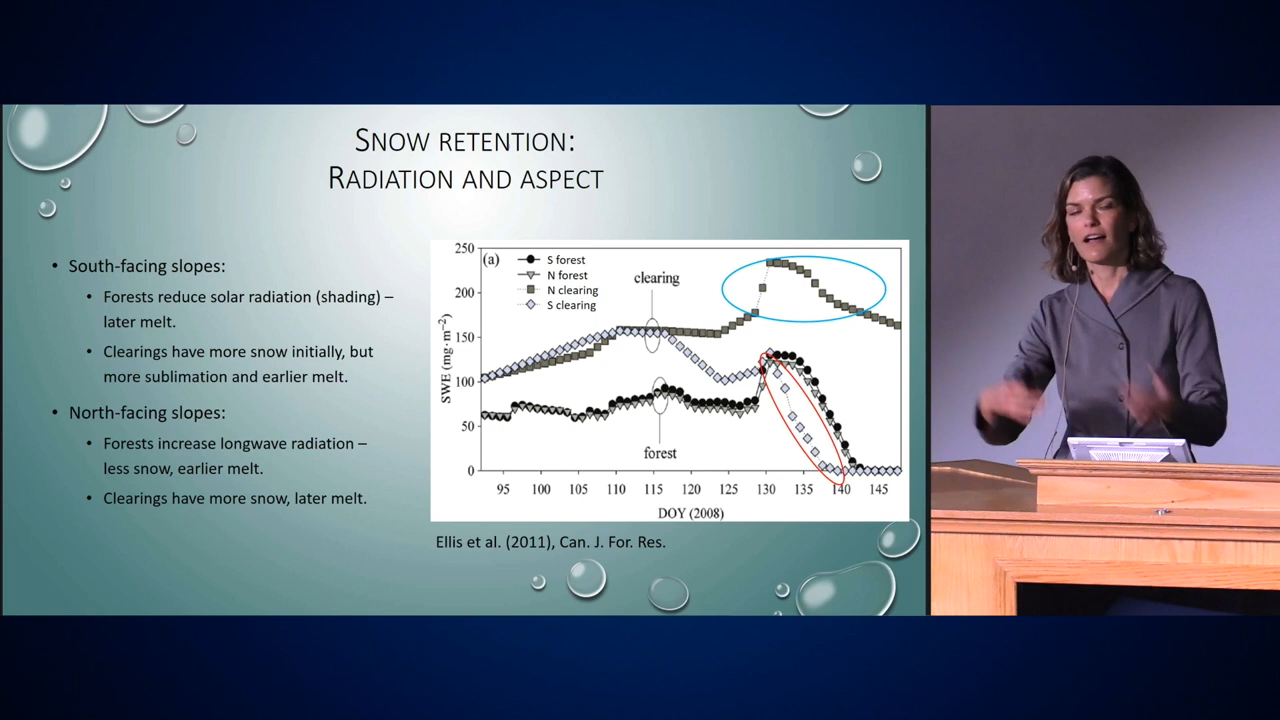 SNOW RETENTION:
RADIATION AND ASPECT
• South-facing slopes:
• Forests reduce solar radiation (shading) –
later melt.
• Clearings have more snow initially, but
more sublimation and earlier melt.
• North-facing slopes:
• Forests increase longwave radiation –
less snow, earlier melt.
• Clearings have more snow, later melt.
250
200
150
100
50
0
SWE (mg·m⁻²)
(a)
S forest
N forest
N clearing
S clearing
clearing
forest
95 100 105 110 115 120 125 130 135 140 145
DOY (2008)
Ellis et al. (2011), Can. J. For. Res.